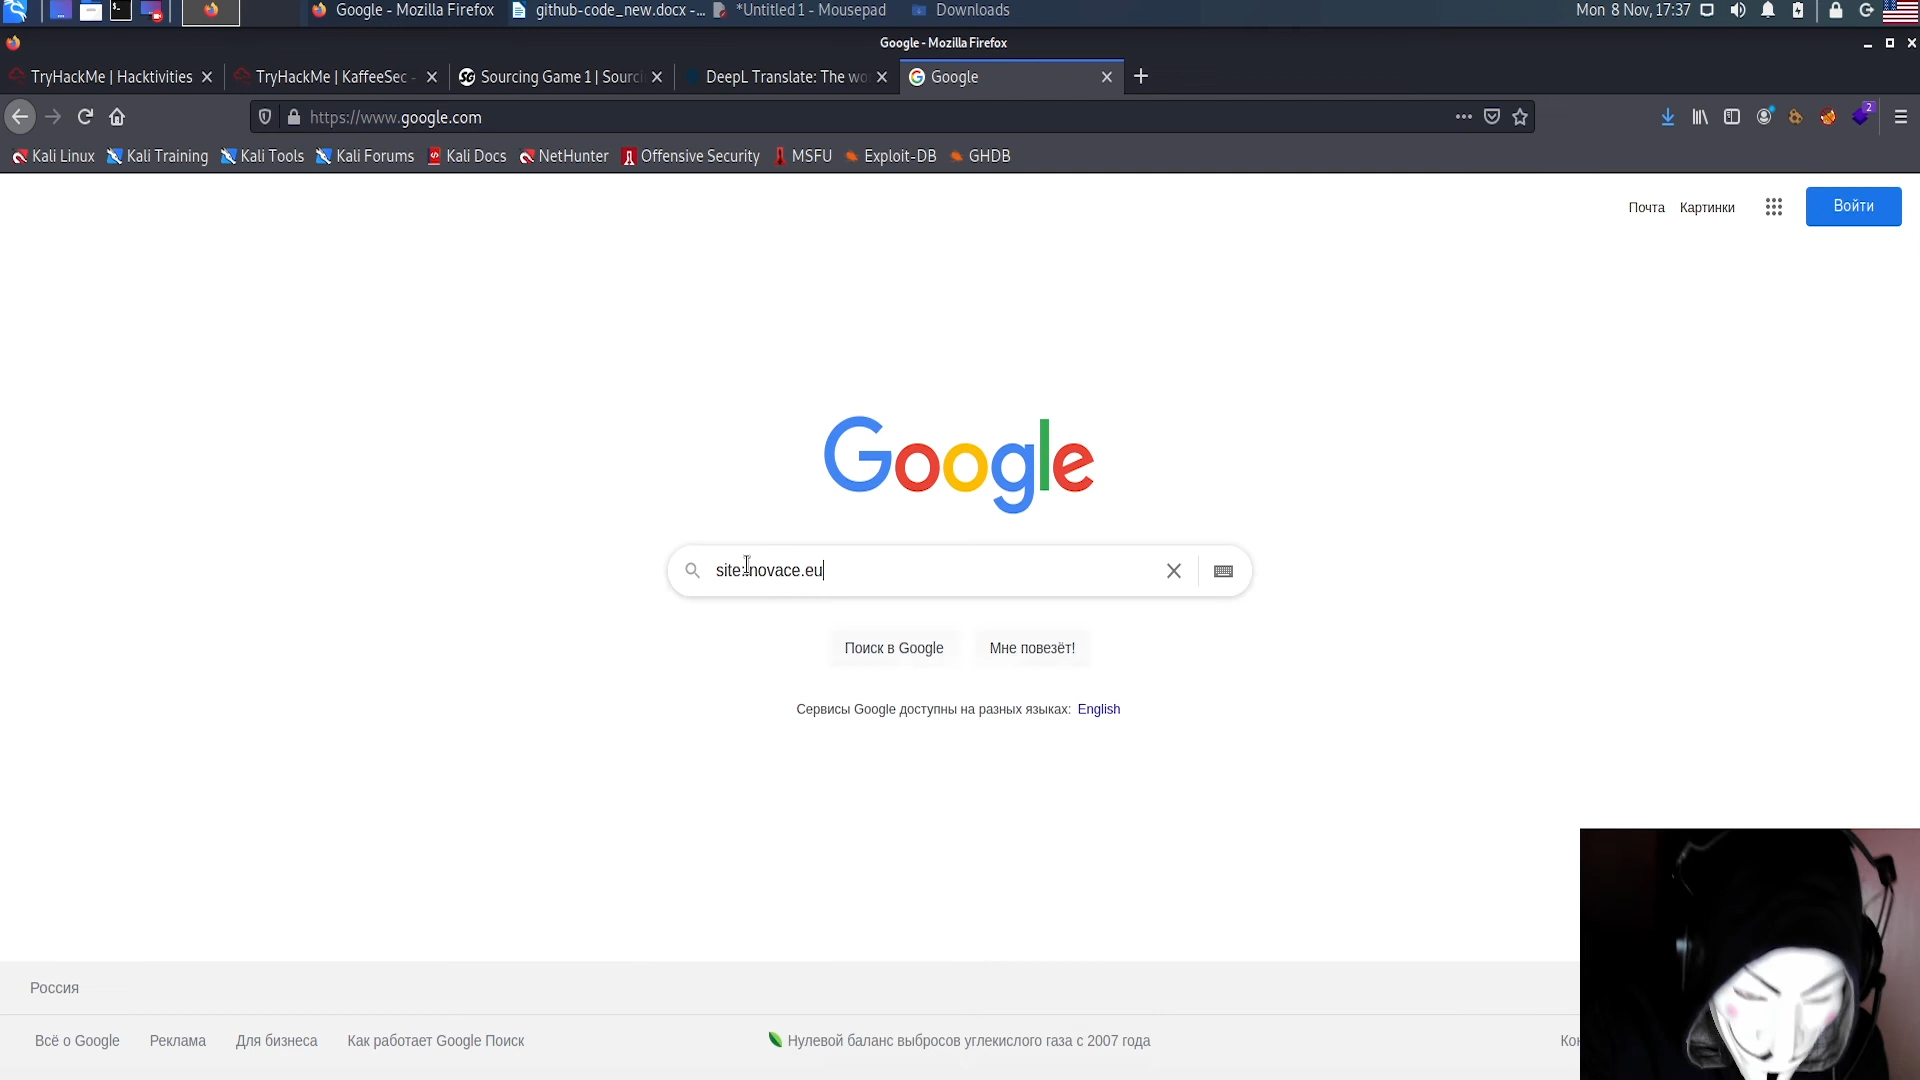 Google - Mozilla Firefox
github-code_new.docx -...
*Untitled 1 - Mousepad
Downloads
Mon 8 Nov, 17:37
Google - Mozilla Firefox
TryHackMe | Hacktivities
TryHackMe | KaffeeSec -
Sourcing Game 1 | Sourci
DeepL Translate: The wo
Google
https://www.google.com
2
Kali Linux
Kali Training
Kali Tools
Kali Forums
Kali Docs
NetHunter
Offensive Security
MSFU
Exploit-DB
GHDB
Почта
Картинки
Войти
Google
site:novace.eu
Поиск в Google
Мне повезёт!
Сервисы Google доступны на разных языках: English
Россия
Всё о Google
Реклама
Для бизнеса
Как работает Google Поиск
Нулевой баланс выбросов углекислого газа с 2007 года